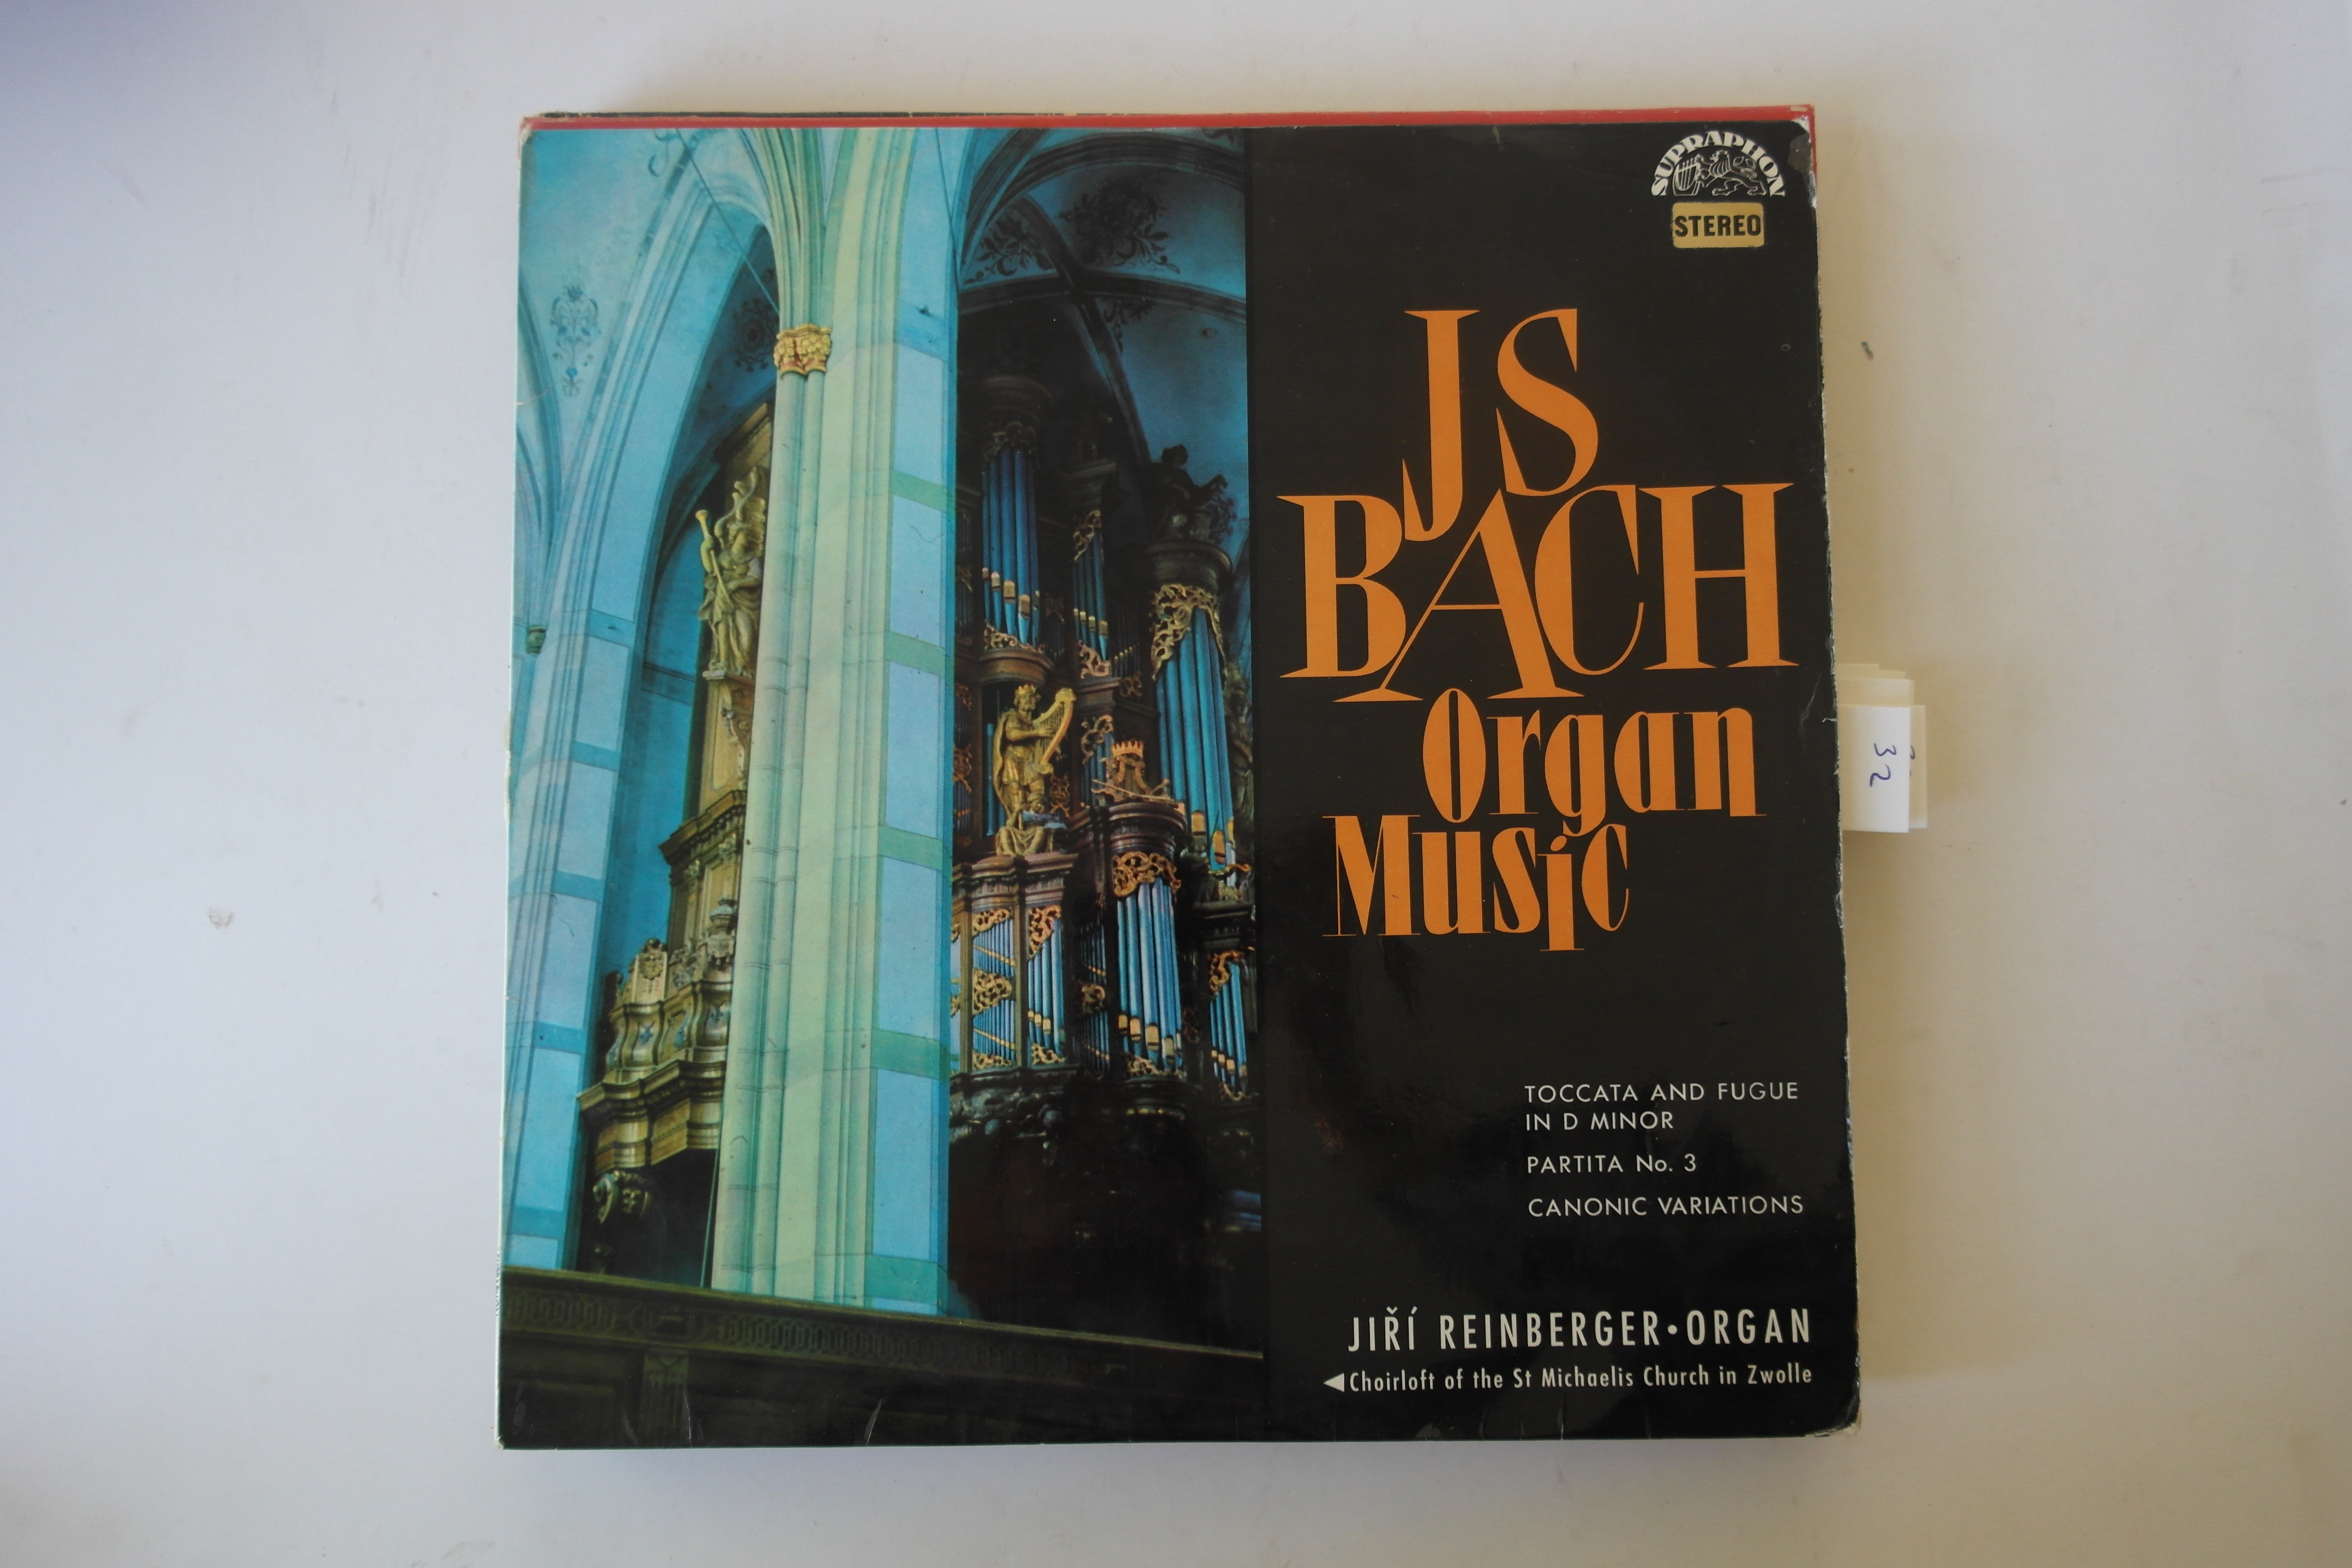 SUPRAPHON
STEREO
JS
BACH
Organ
Music
TOCCATA AND FUGUE
IN D MINOR
PARTITA No. 3
CANONIC VARIATIONS
JIŘÍ REINBERGER • ORGAN
◀ Choirloft of the St Michaelis Church in Zwolle
32